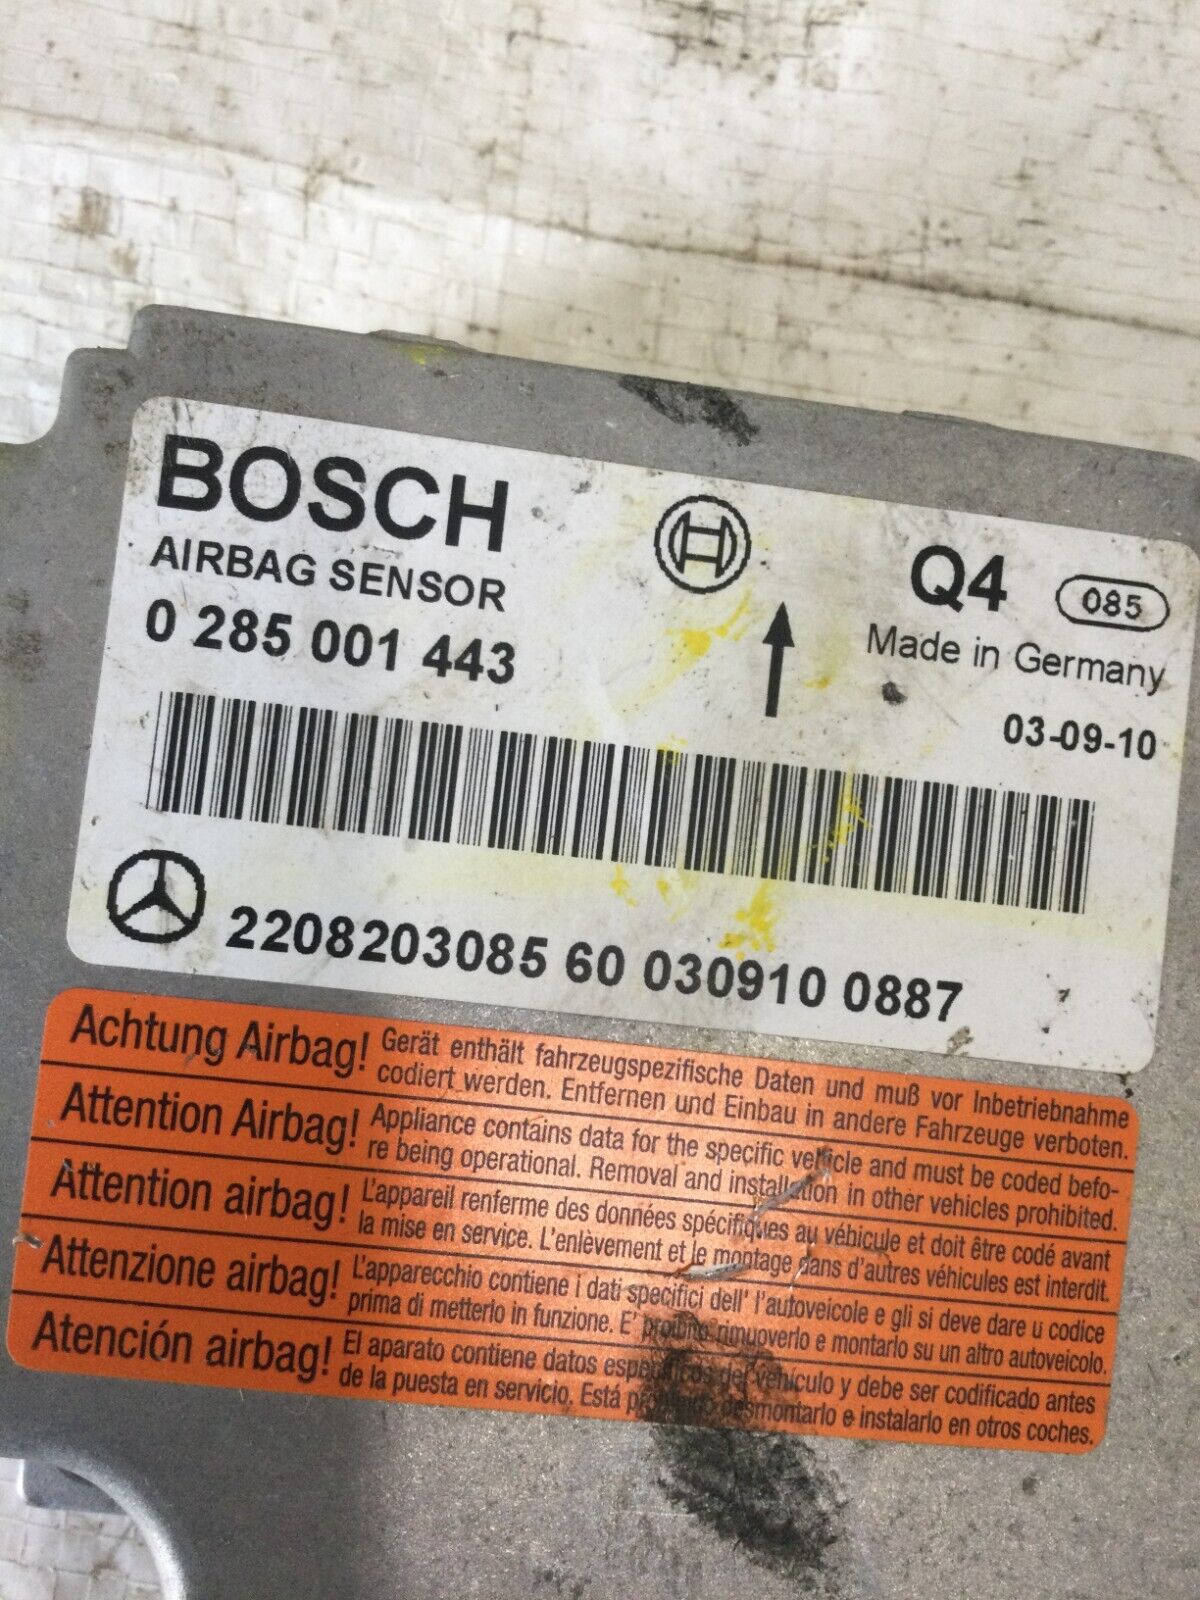 BOSCH
AIRBAG SENSOR
0 285 001 443
Q4 085
Made in Germany
03-09-10
2208203085 60 030910 0887
Achtung Airbag! Gerät enthält fahrzeugspezifische Daten und muß vor Inbetriebnahme
codiert werden. Entfernen und Einbau in andere Fahrzeuge verboten.
Attention Airbag! Appliance contains data for the specific vehicle and must be coded befo-
re being operational. Removal and installation in other vehicles prohibited.
Attention airbag! L'appareil renferme des données spécifiques au véhicule et doit être codé avant
la mise en service. L'enlèvement et le montage dans d'autres véhicules est interdit.
Attenzione airbag! L'apparecchio contiene i dati specifici dell' l'autoveicole e gli si deve dare u codice
prima di metterlo in funzione. E' proibito rimuoverlo e montarlo su un altro autoveicolo.
Atención airbag! El aparato contiene datos específicos del vehículo y debe ser codificado antes
de la puesta en servicio. Está prohibido desmontarlo e instalarlo en otros coches.